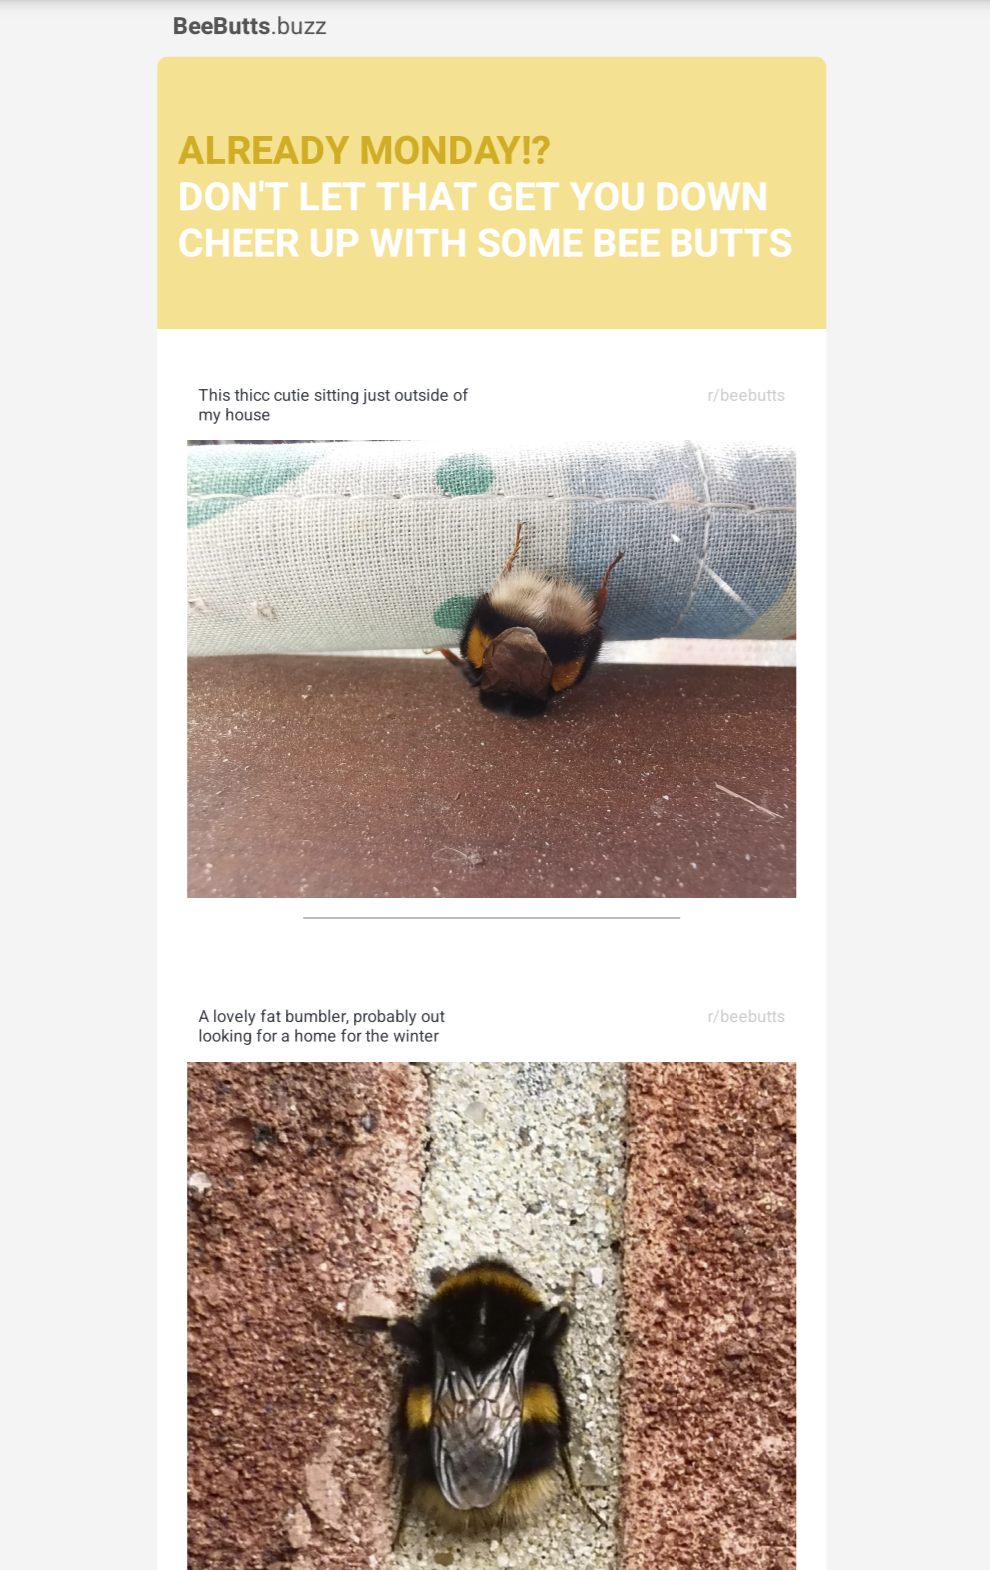 BeeButts.buzz
ALREADY MONDAY!?
DON'T LET THAT GET YOU DOWN
CHEER UP WITH SOME BEE BUTTS
This thicc cutie sitting just outside of
my house
r/beebutts
A lovely fat bumbler, probably out
looking for a home for the winter
r/beebutts